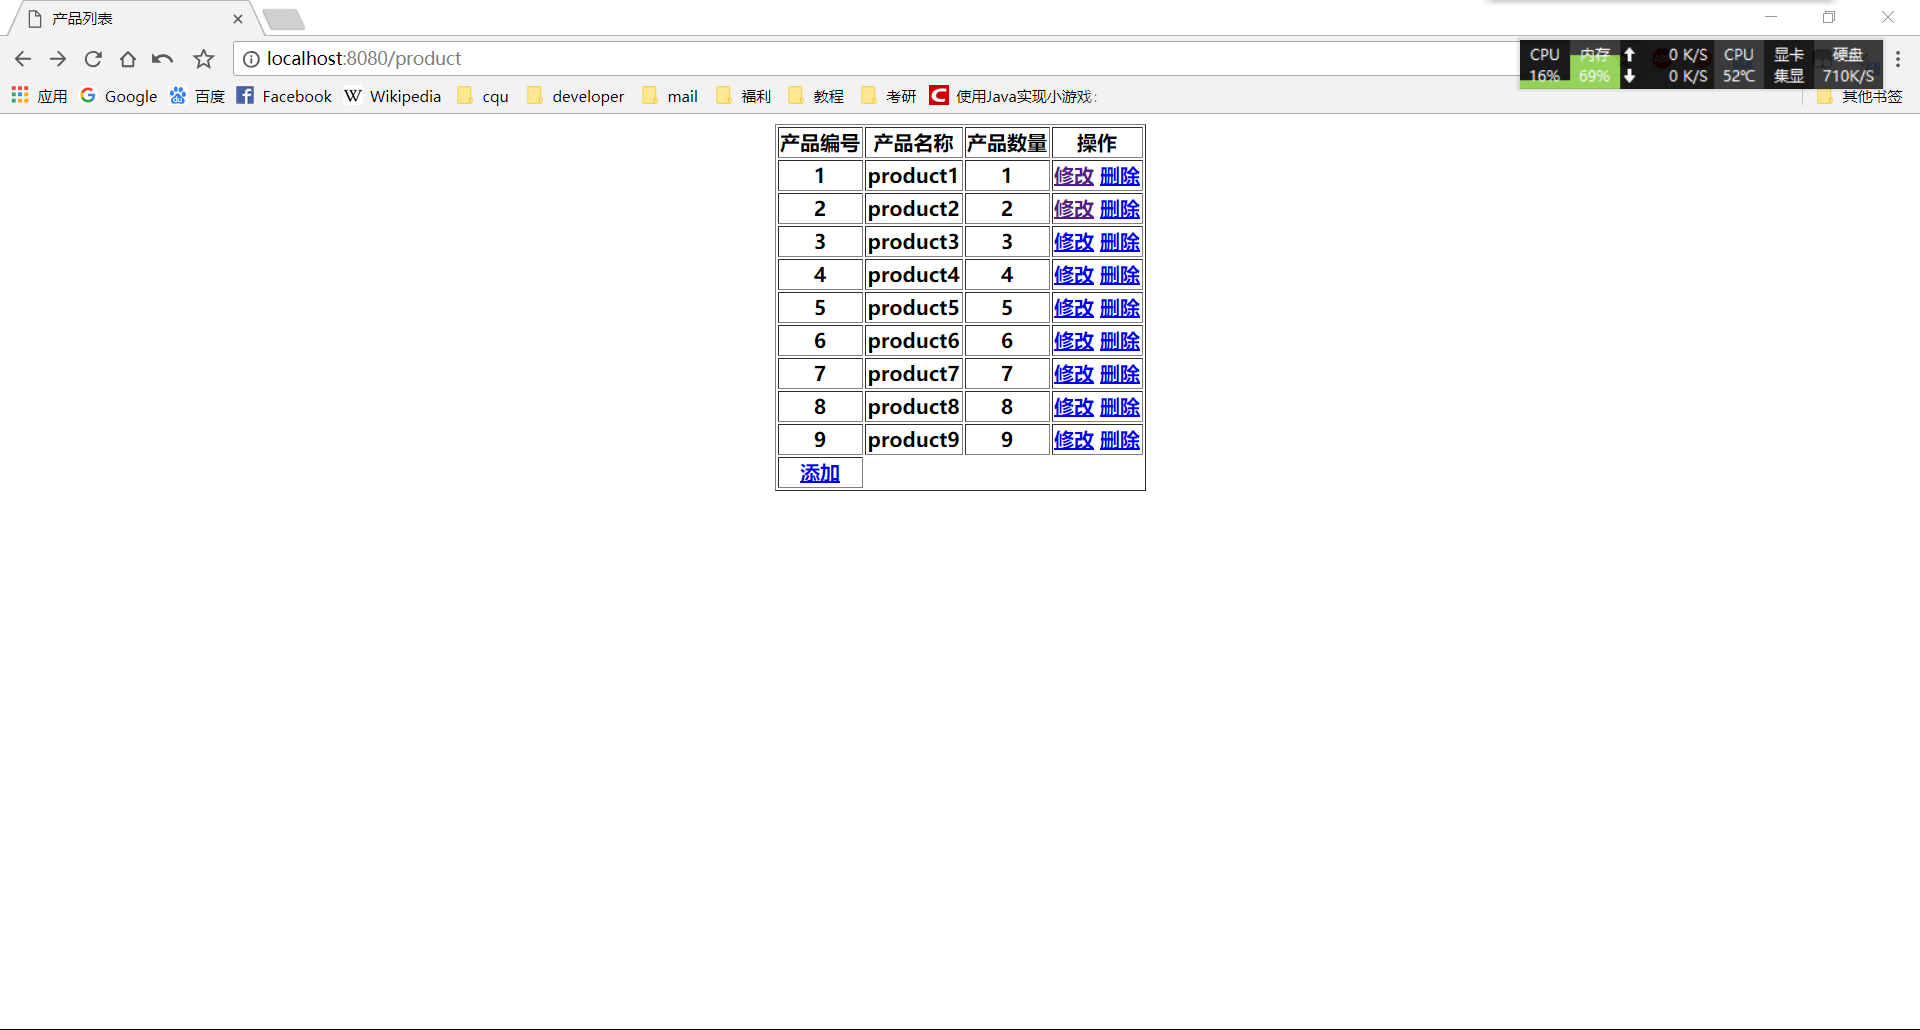 产品列表
localhost:8080/product
CPU 内存 0 K/S CPU 显卡 硬盘
16% 69% 0 K/S 52℃ 集显 710K/S
应用 Google 百度 Facebook Wikipedia cqu developer mail 福利 教程 考研 使用Java实现小游戏: 其他书签
产品编号 产品名称 产品数量 操作
1 product1 1 修改 删除
2 product2 2 修改 删除
3 product3 3 修改 删除
4 product4 4 修改 删除
5 product5 5 修改 删除
6 product6 6 修改 删除
7 product7 7 修改 删除
8 product8 8 修改 删除
9 product9 9 修改 删除
添加